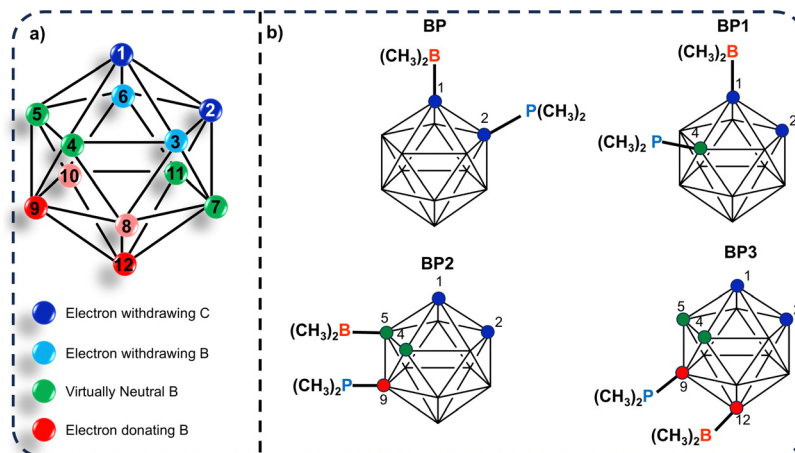 a)
1
6
2
5
4
3
10
11
9
8
7
12
Electron withdrawing C
Electron withdrawing B
Virtually Neutral B
Electron donating B
b)
BP
(CH₃)₂B
1
2
P(CH₃)₂
BP1
(CH₃)₂B
1
2
4
(CH₃)₂ P
BP2
1
5
2
4
(CH₃)₂B
(CH₃)₂P
9
BP3
1
5
4
9
(CH₃)₂P
12
(CH₃)₂B